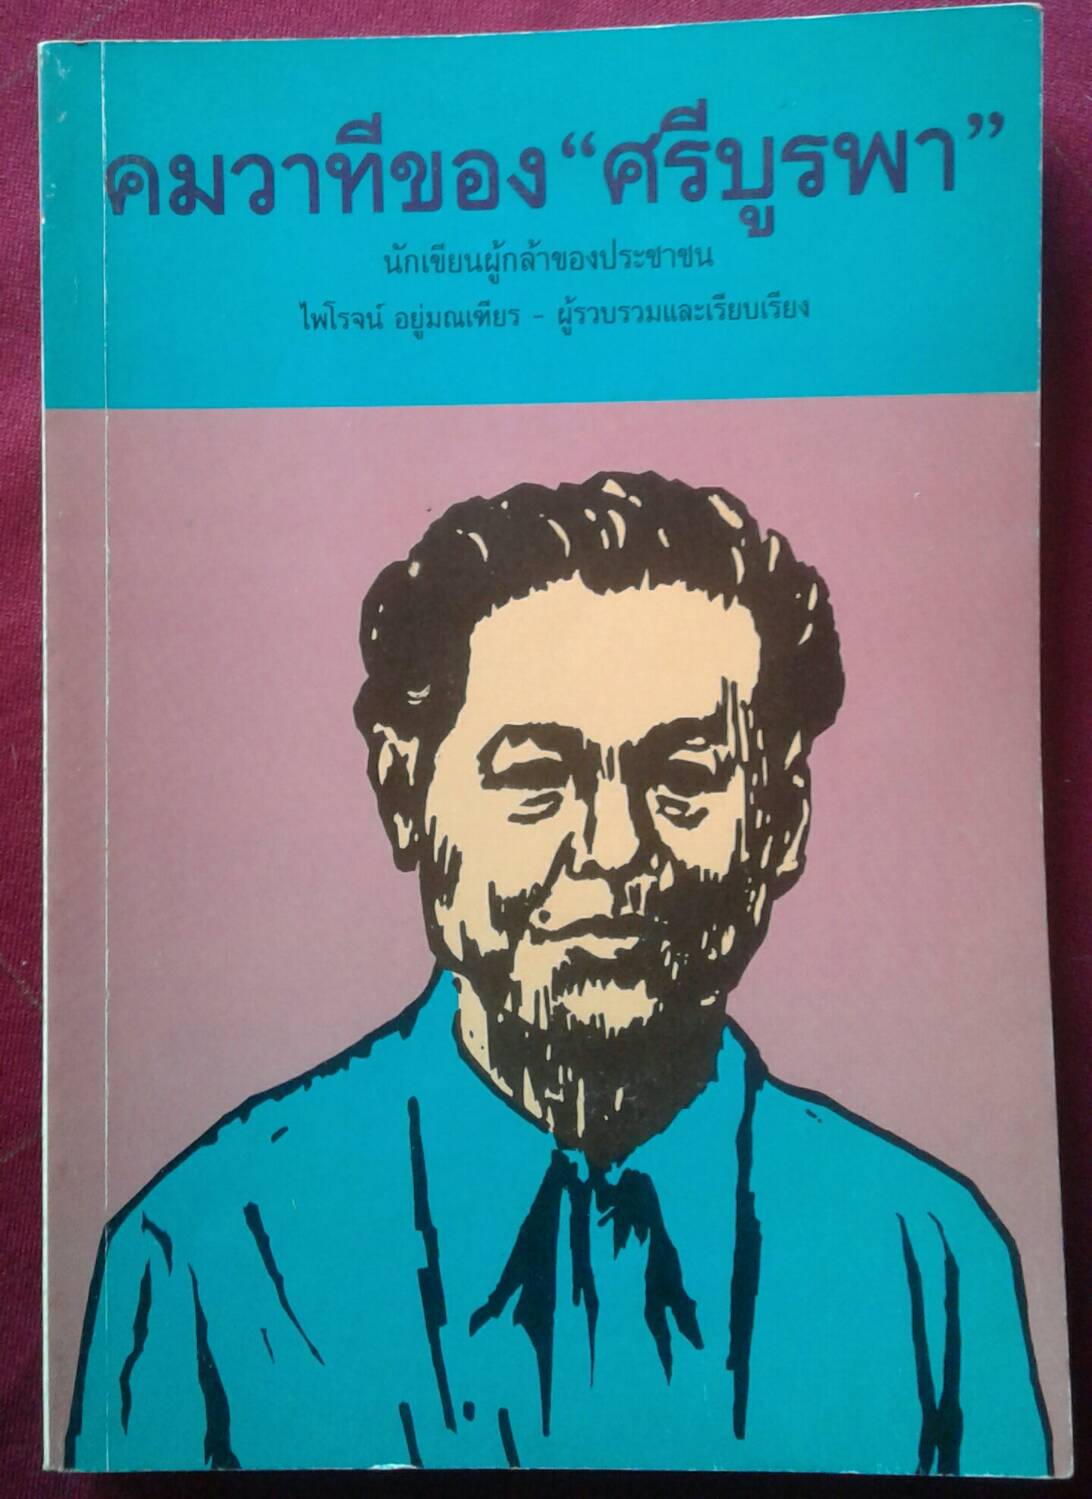 คมวาทีของ “ศรีบูรพา”
นักเขียนผู้กล้าของประชาชน
ไพโรจน์ อยู่มณเฑียร - ผู้รวบรวมและเรียบเรียง